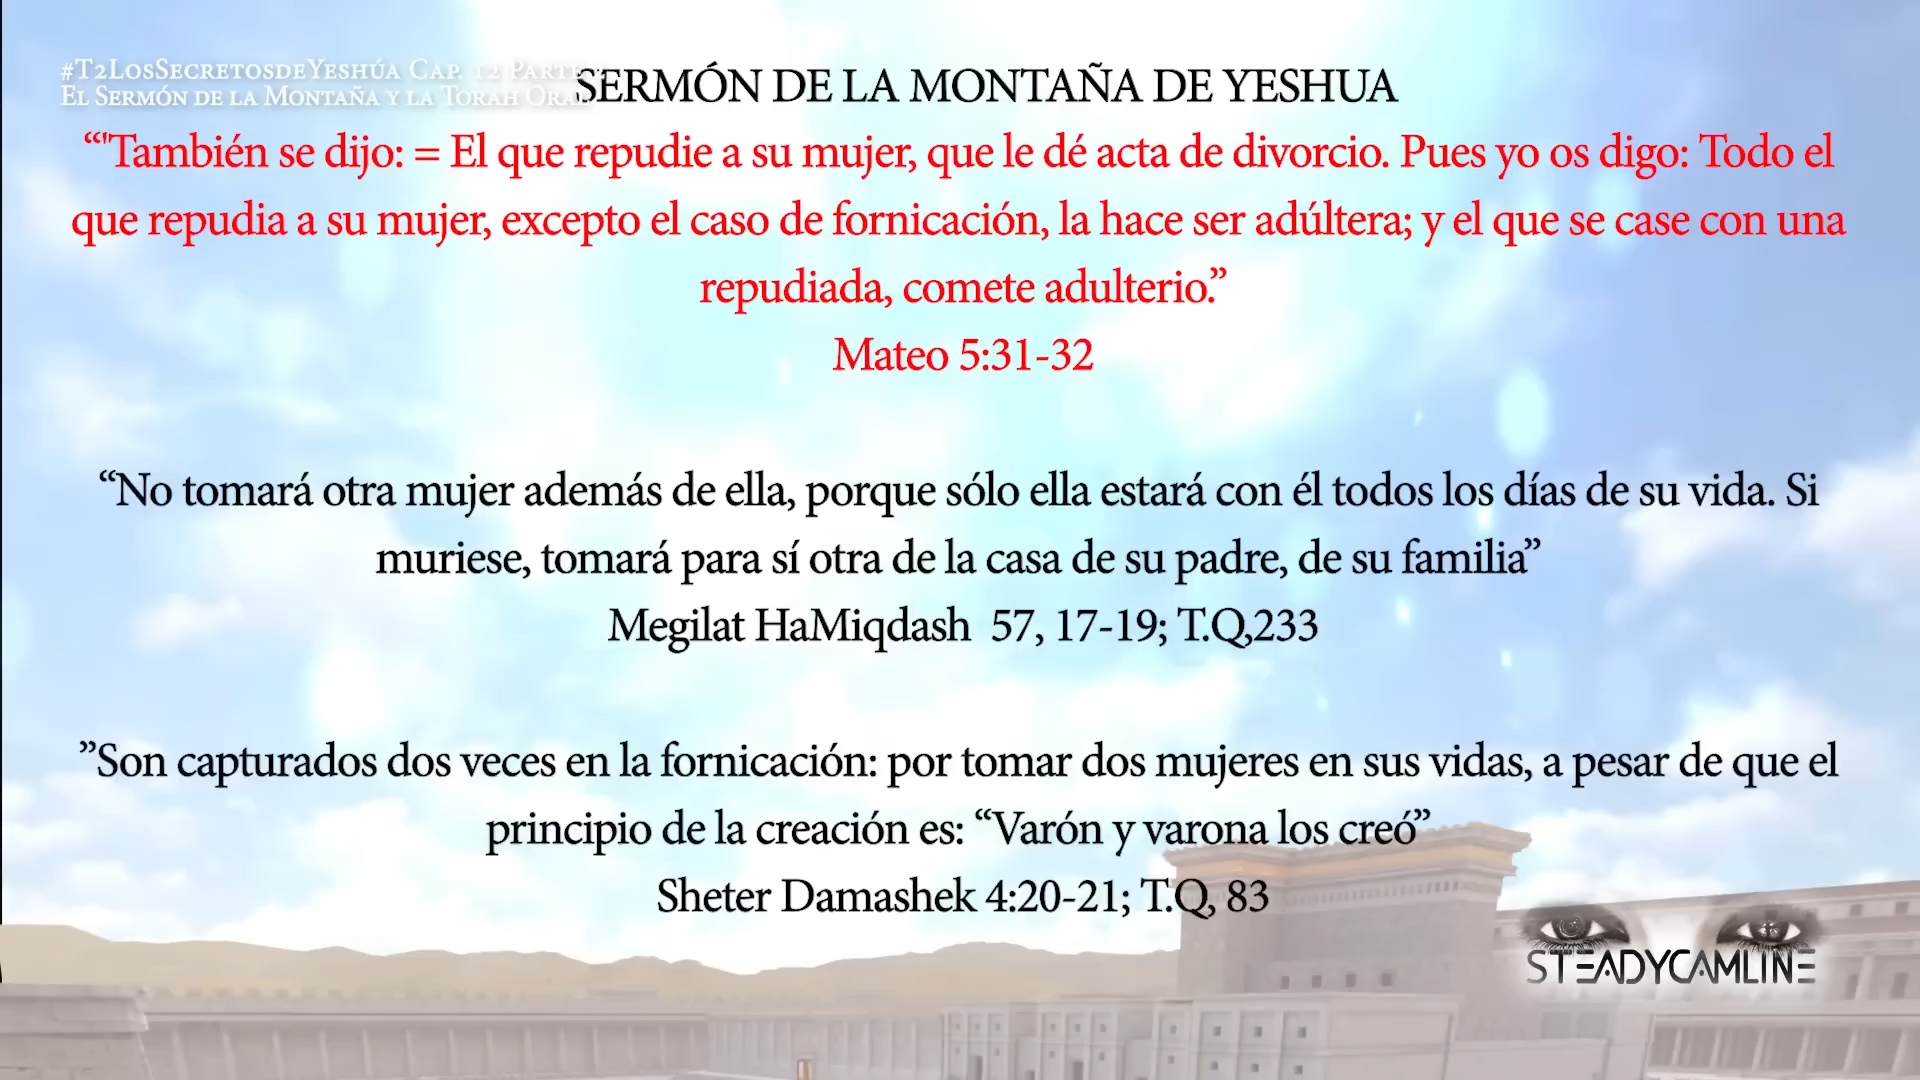 #T2LosSecretosdeYeshúa Cap. 12 Parte
El Sermón de la Montaña y la Torah Oral
SERMÓN DE LA MONTAÑA DE YESHUA
“'También se dijo: = El que repudie a su mujer, que le dé acta de divorcio. Pues yo os digo: Todo el
que repudia a su mujer, excepto el caso de fornicación, la hace ser adúltera; y el que se case con una
repudiada, comete adulterio.”
Mateo 5:31-32
“No tomará otra mujer además de ella, porque sólo ella estará con él todos los días de su vida. Si
muriese, tomará para sí otra de la casa de su padre, de su familia”
Megilat HaMiqdash 57, 17-19; T.Q,233
”Son capturados dos veces en la fornicación: por tomar dos mujeres en sus vidas, a pesar de que el
principio de la creación es: “Varón y varona los creó”
Sheter Damashek 4:20-21; T.Q, 83
STEADYCAMLINE